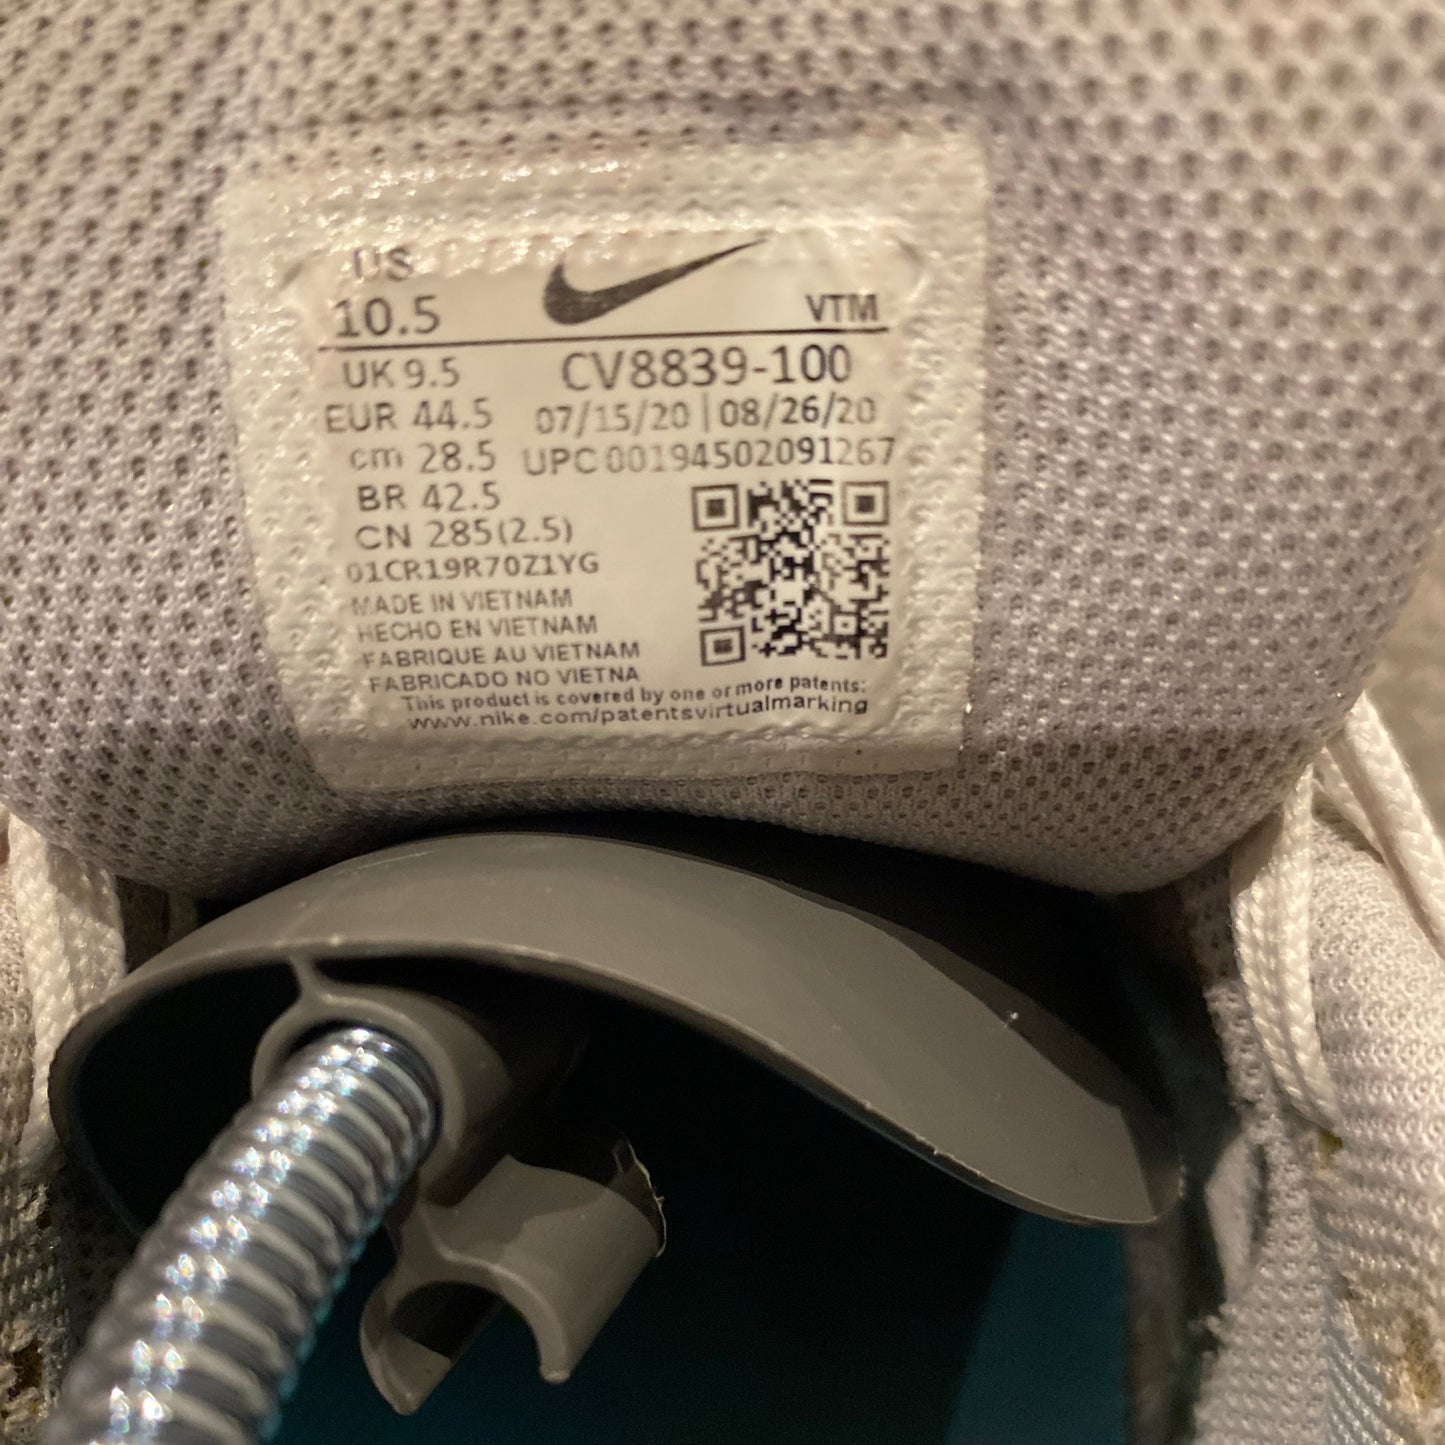 US
10.5 VTM
UK 9.5 CV8839-100
EUR 44.5 07/15/20 | 08/26/20
cm 28.5 UPC 00194502091267
BR 42.5
CN 285(2.5)
01CR19R70Z1YG
MADE IN VIETNAM
HECHO EN VIETNAM
FABRIQUE AU VIETNAM
FABRICADO NO VIETNA
This product is covered by one or more patents:
www.nike.com/patentsvirtualmarking